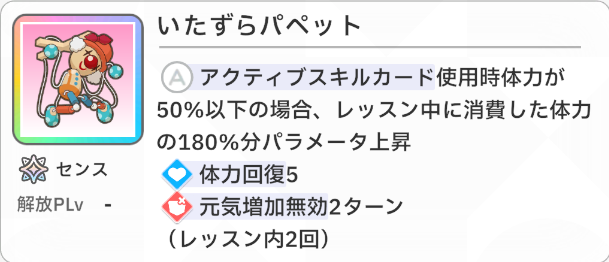 いたずらパペット
A アクティブスキルカード使用時体力が
50%以下の場合、レッスン中に消費した体力
の180%分パラメータ上昇
体力回復5
元気増加無効2ターン
（レッスン内2回）
センス
解放PLv -